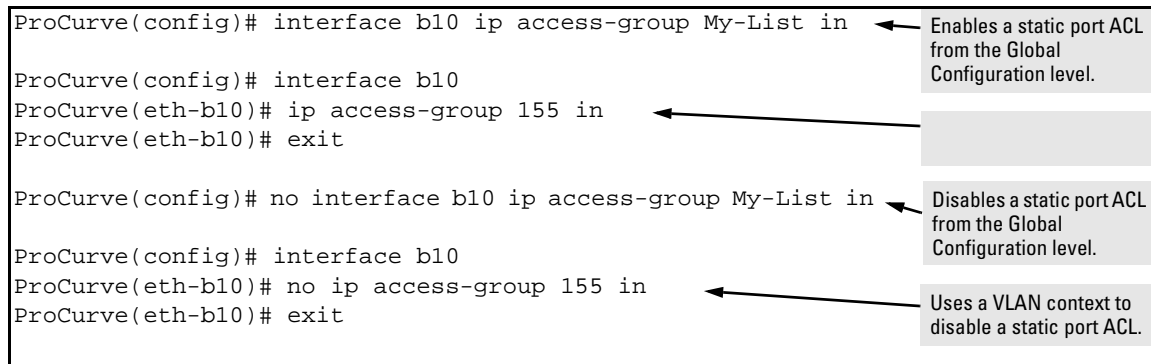 ProCurve(config)# interface b10 ip access-group My-List in
Enables a static port ACL
from the Global
Configuration level.
ProCurve(config)# interface b10
ProCurve(eth-b10)# ip access-group 155 in
ProCurve(eth-b10)# exit
ProCurve(config)# no interface b10 ip access-group My-List in
Disables a static port ACL
from the Global
Configuration level.
ProCurve(config)# interface b10
ProCurve(eth-b10)# no ip access-group 155 in
ProCurve(eth-b10)# exit
Uses a VLAN context to
disable a static port ACL.